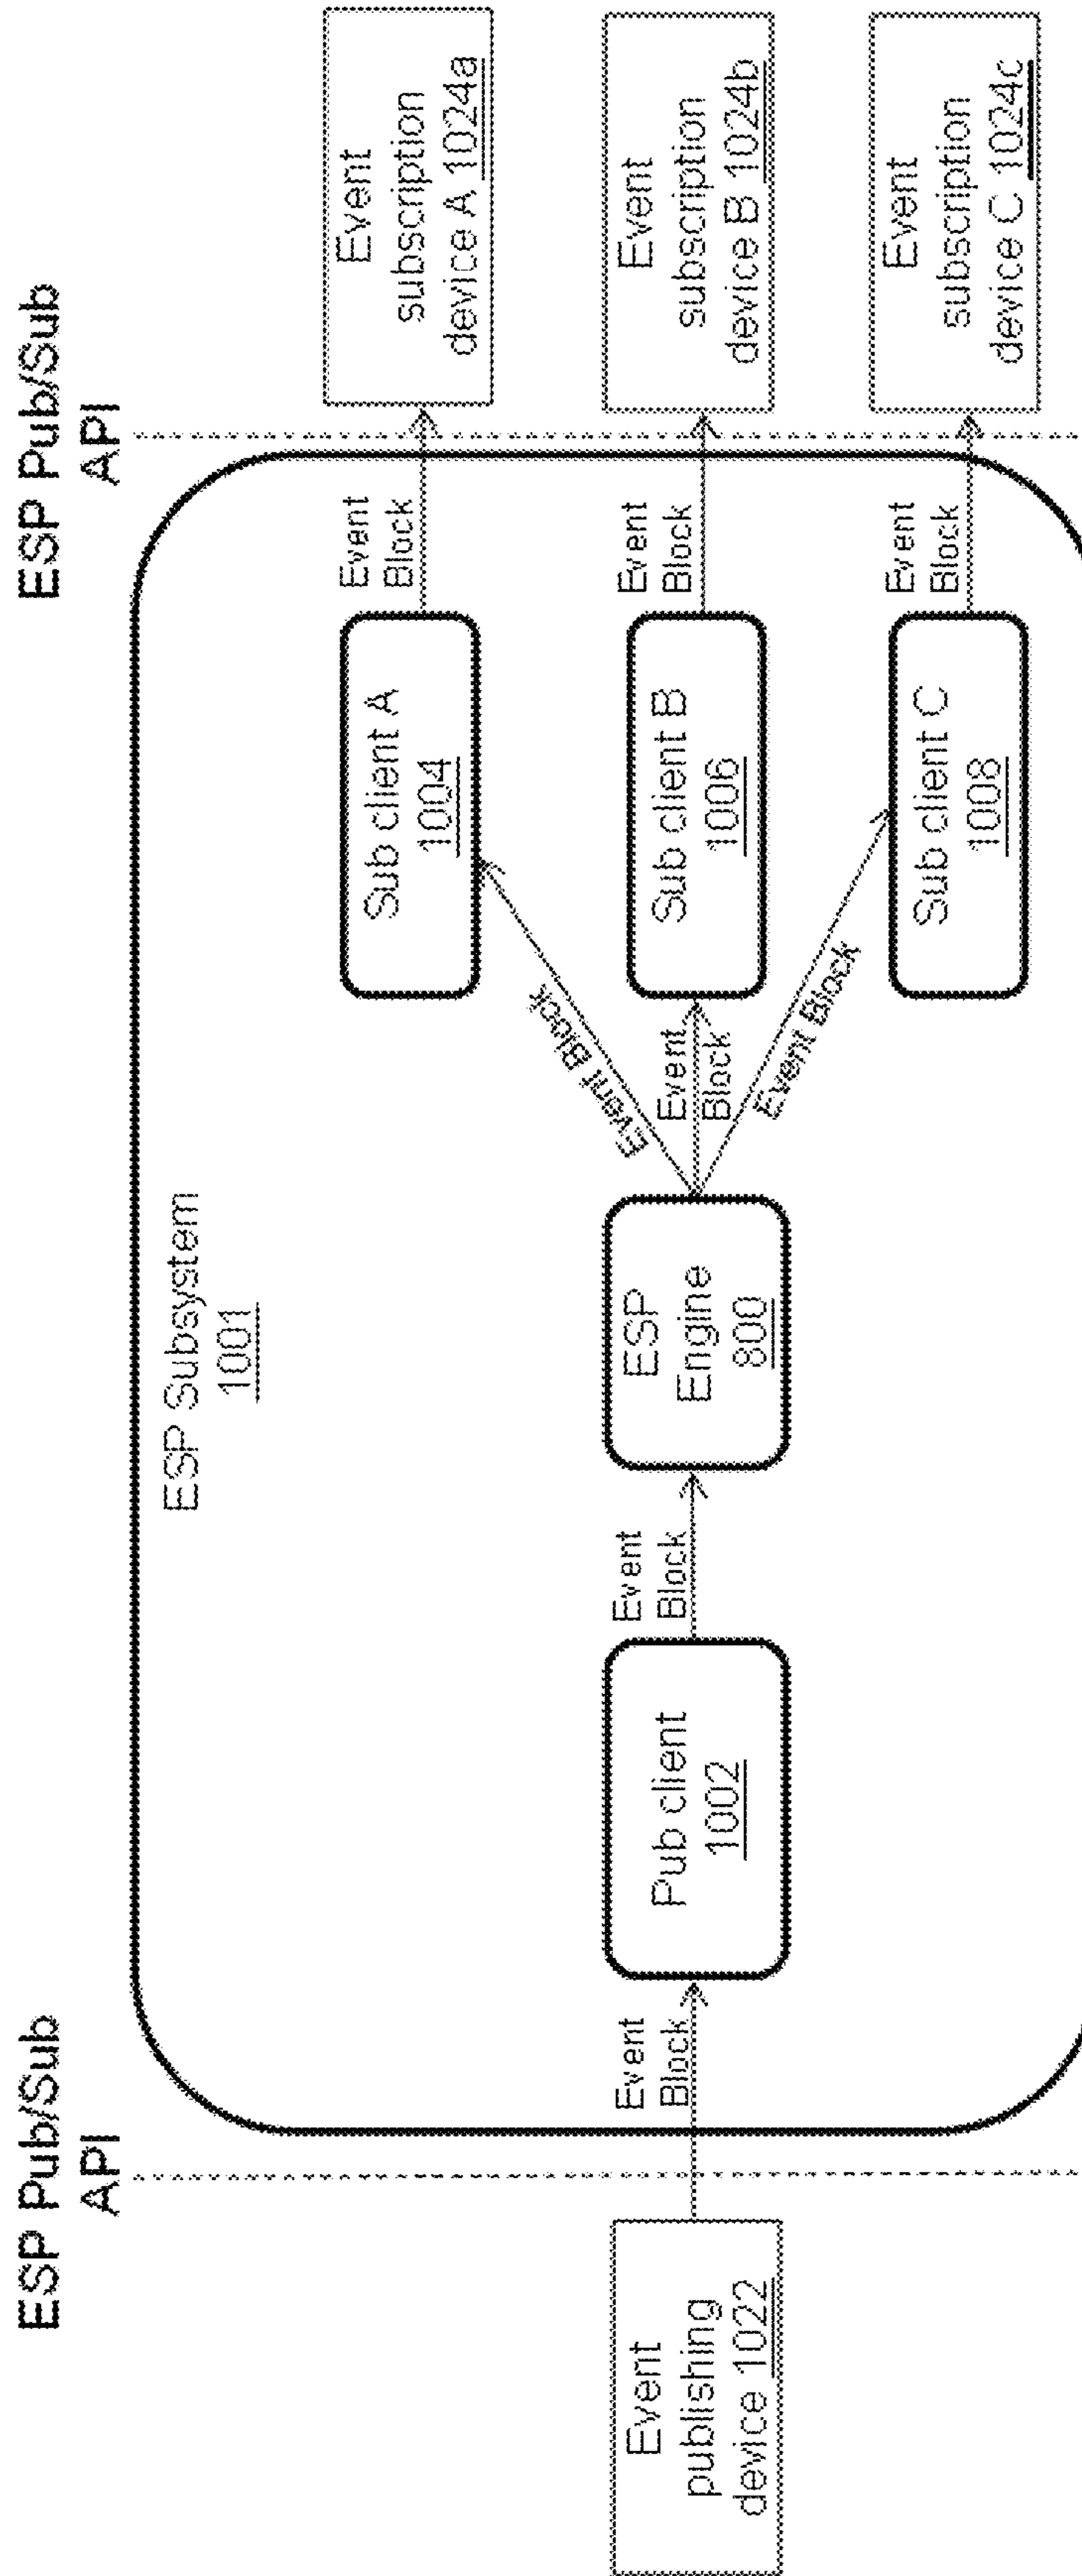 ESP Pub/Sub
API
ESP Pub/Sub
API
ESP Subsystem
1001
Event
publishing
device 1022
Event
Block
Pub client
1002
Event
Block
ESP
Engine
800
Event Block
Event
Block
Event Block
Sub client A
1004
Sub client B
1006
Sub client C
1008
Event
Block
Event
Block
Event
Block
Event
subscription
device A 1024a
Event
subscription
device B 1024b
Event
subscription
device C 1024c